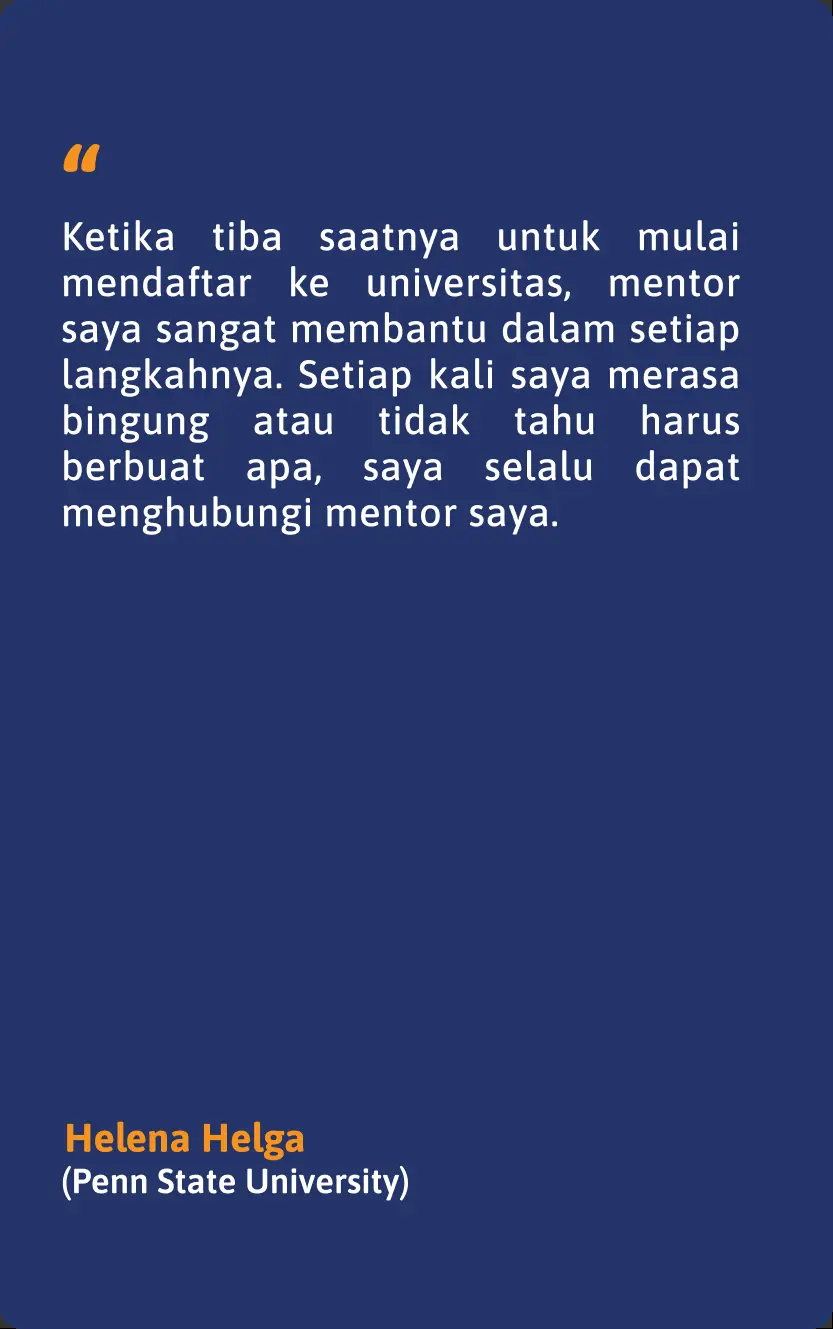 “
Ketika tiba saatnya untuk mulai
mendaftar ke universitas, mentor
saya sangat membantu dalam setiap
langkahnya. Setiap kali saya merasa
bingung atau tidak tahu harus
berbuat apa, saya selalu dapat
menghubungi mentor saya.
Helena Helga
(Penn State University)